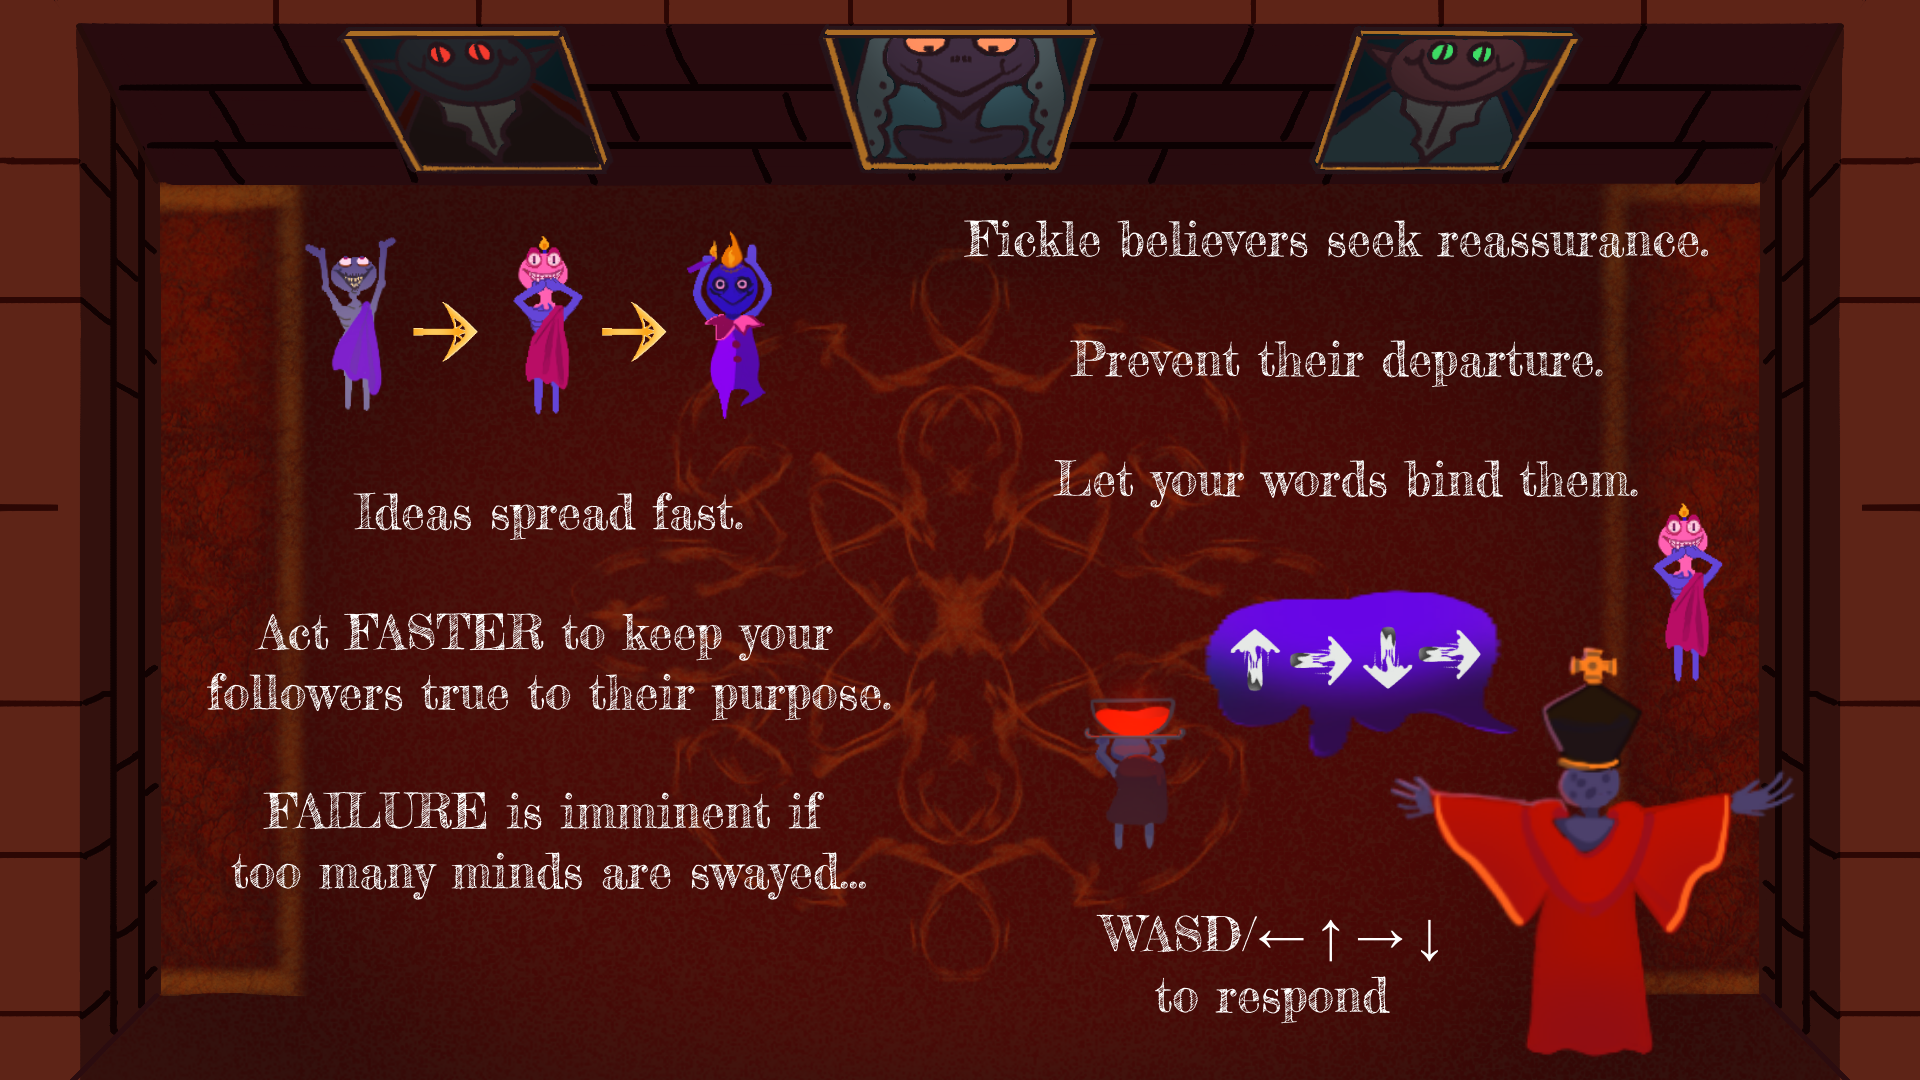 Ideas spread fast.
Act FASTER to keep your
followers true to their purpose.
FAILURE is imminent if
too many minds are swayed...
Fickle believers seek reassurance.
Prevent their departure.
Let your words bind them.
WASD/← ↑ → ↓
to respond